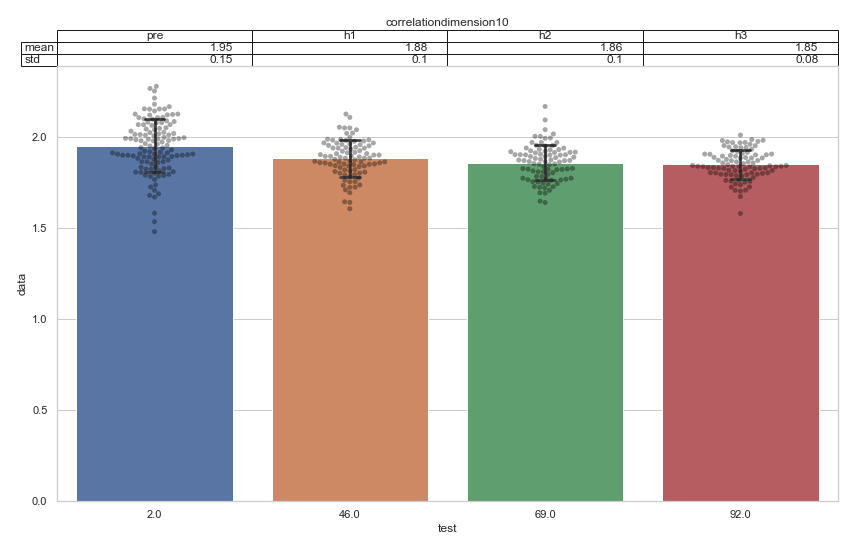 correlationdimension10
pre h1 h2 h3
mean 1.95 1.88 1.86 1.85
std 0.15 0.1 0.1 0.08
2.0
1.5
1.0
0.5
0.0
data
2.0 46.0 69.0 92.0
test